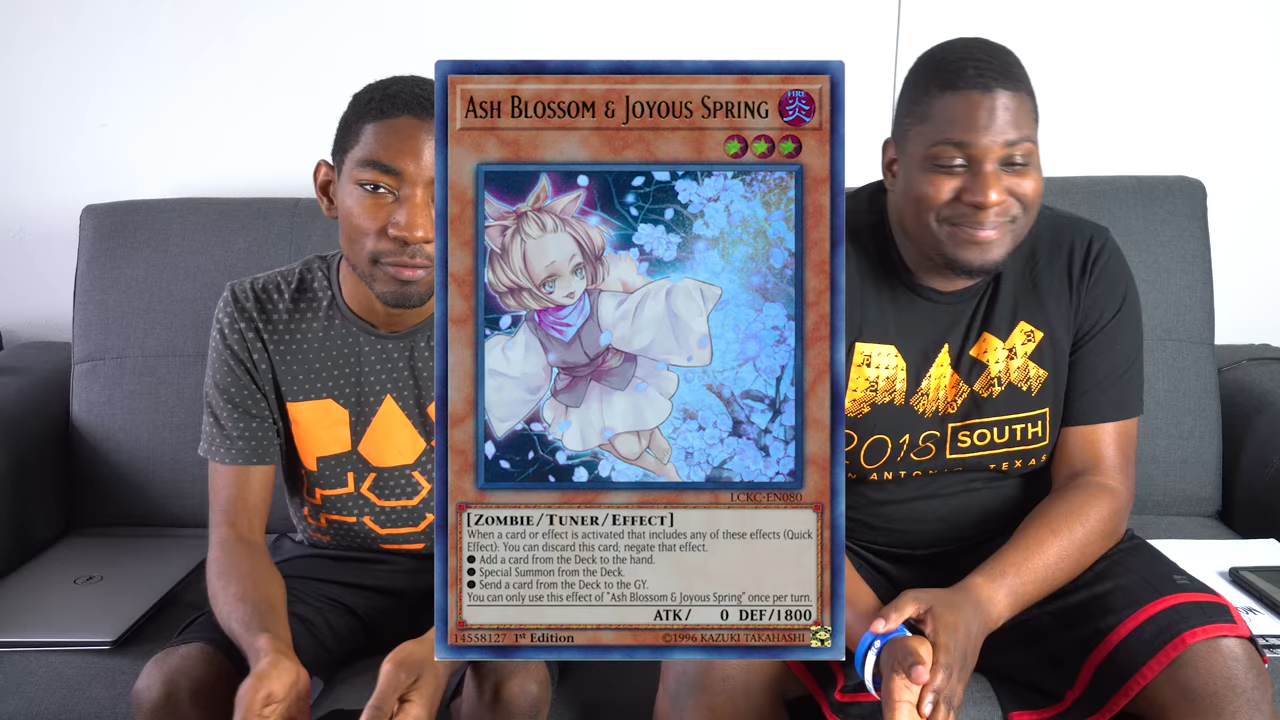 ASH BLOSSOM & JOYOUS SPRING
FIRE
炎
LCKC-EN080
[ZOMBIE/TUNER/EFFECT]
When a card or effect is activated that includes any of these effects (Quick
Effect): You can discard this card; negate that effect.
● Add a card from the Deck to the hand.
● Special Summon from the Deck.
● Send a card from the Deck to the GY.
You can only use this effect of "Ash Blossom & Joyous Spring" once per turn.
ATK/ 0 DEF/1800
14558127 1st Edition ©1996 KAZUKI TAKAHASHI
PAX
PAX
2018 SOUTH
AN ANTONIO, TEXAS